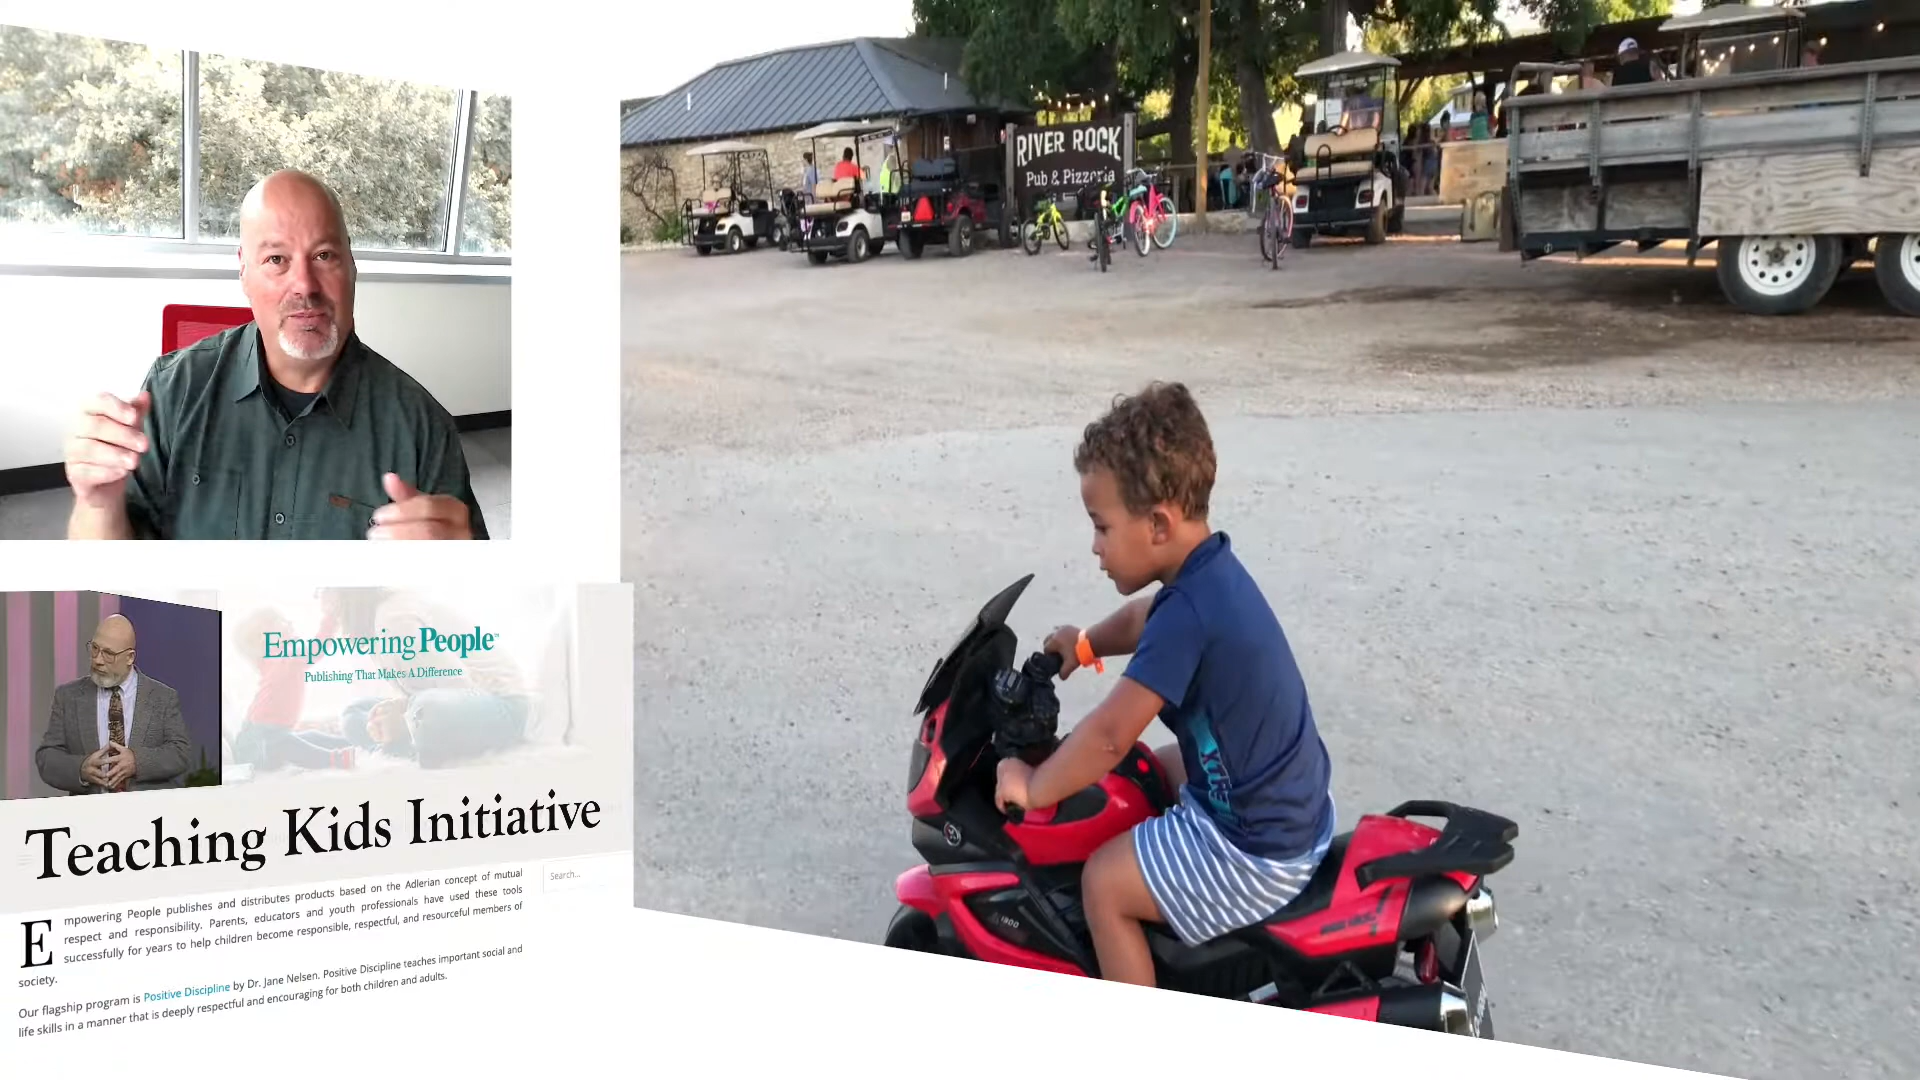 RIVER ROCK
Pub & Pizzeria
Empowering People™
Publishing That Makes A Difference
Teaching Kids Initiative
Empowering People publishes and distributes products based on the Adlerian concept of mutual
respect and responsibility. Parents, educators and youth professionals have used these tools
successfully for years to help children become responsible, respectful, and resourceful members of
society.
Search...
Our flagship program is Positive Discipline by Dr. Jane Nelsen. Positive Discipline teaches important social and
life skills in a manner that is deeply respectful and encouraging for both children and adults.
1300